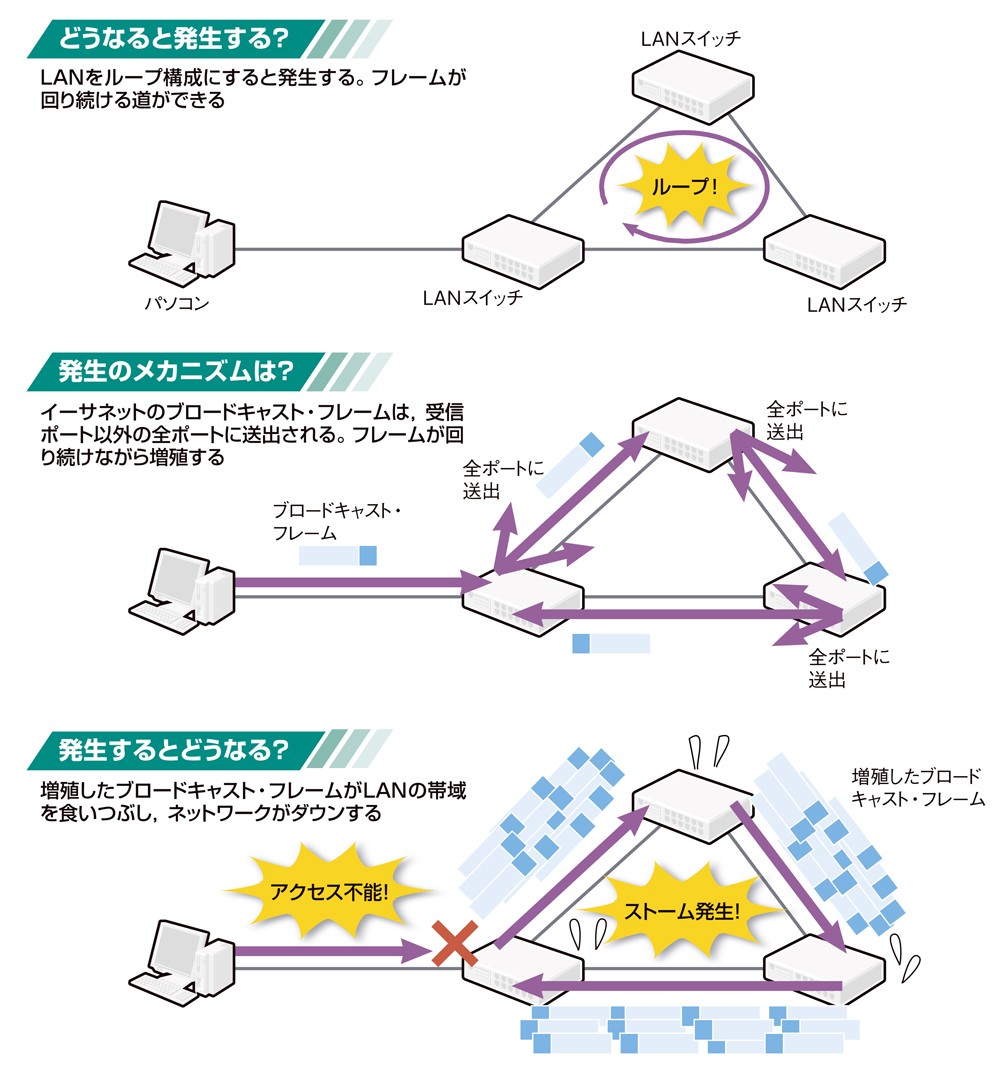 どうなると発生する?
LANをループ構成にすると発生する。フレームが
回り続ける道ができる
LANスイッチ
ループ!
パソコン
LANスイッチ
LANスイッチ
発生のメカニズムは?
イーサネットのブロードキャスト・フレームは，受信
ポート以外の全ポートに送出される。フレームが回
り続けながら増殖する
全ポートに
送出
全ポートに
送出
ブロードキャスト・
フレーム
全ポートに
送出
発生するとどうなる?
増殖したブロードキャスト・フレームがLANの帯域
を食いつぶし，ネットワークがダウンする
増殖したブロード
キャスト・フレーム
アクセス不能!
ストーム発生!